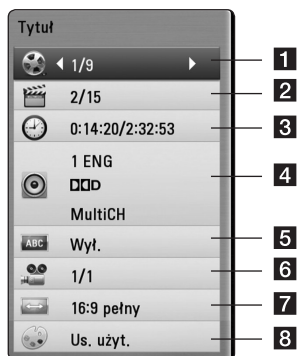 Tytuł
1/9 1
2/15 2
0:14:20/2:32:53 3
1 ENG
DD D 4
MultiCH
ABC Wył. 5
1/1 6
16:9 pełny 7
Us. użyt. 8